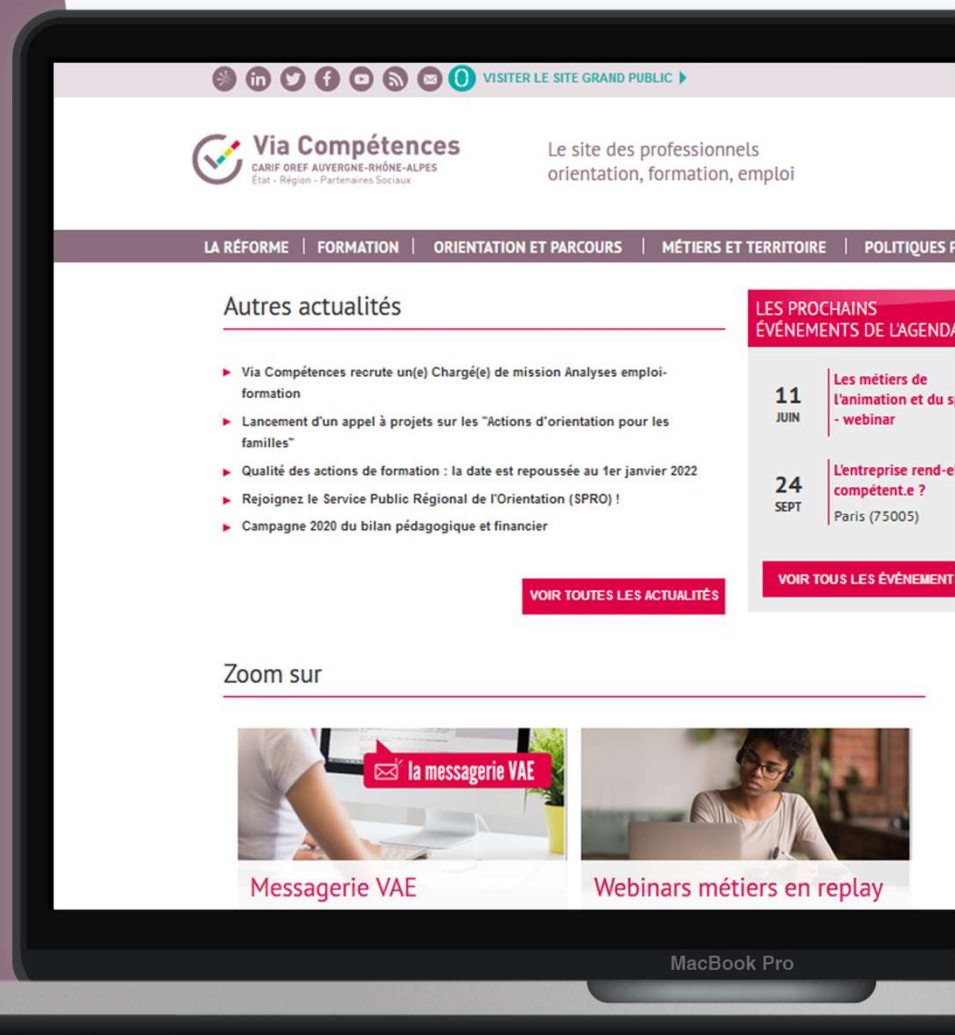 VISITER LE SITE GRAND PUBLIC
Via Compétences
CARIF OREF AUVERGNE-RHÔNE-ALPES
État - Région - Partenaires Sociaux
Le site des professionnels
orientation, formation, emploi
LA RÉFORME | FORMATION | ORIENTATION ET PARCOURS | MÉTIERS ET TERRITOIRE | POLITIQUES P
Autres actualités
Via Compétences recrute un(e) Chargé(e) de mission Analyses emploi-
formation
Lancement d'un appel à projets sur les "Actions d'orientation pour les
familles"
Qualité des actions de formation : la date est repoussée au 1er janvier 2022
Rejoignez le Service Public Régional de l'Orientation (SPRO) !
Campagne 2020 du bilan pédagogique et financier
VOIR TOUTES LES ACTUALITÉS
LES PROCHAINS
ÉVÉNEMENTS DE L'AGENDA
11
JUIN
Les métiers de
l'animation et du sp
- webinar
24
SEPT
L'entreprise rend-el
compétent.e ?
Paris (75005)
VOIR TOUS LES ÉVÉNEMENT
Zoom sur
la messagerie VAE
Messagerie VAE
Webinars métiers en replay
MacBook Pro